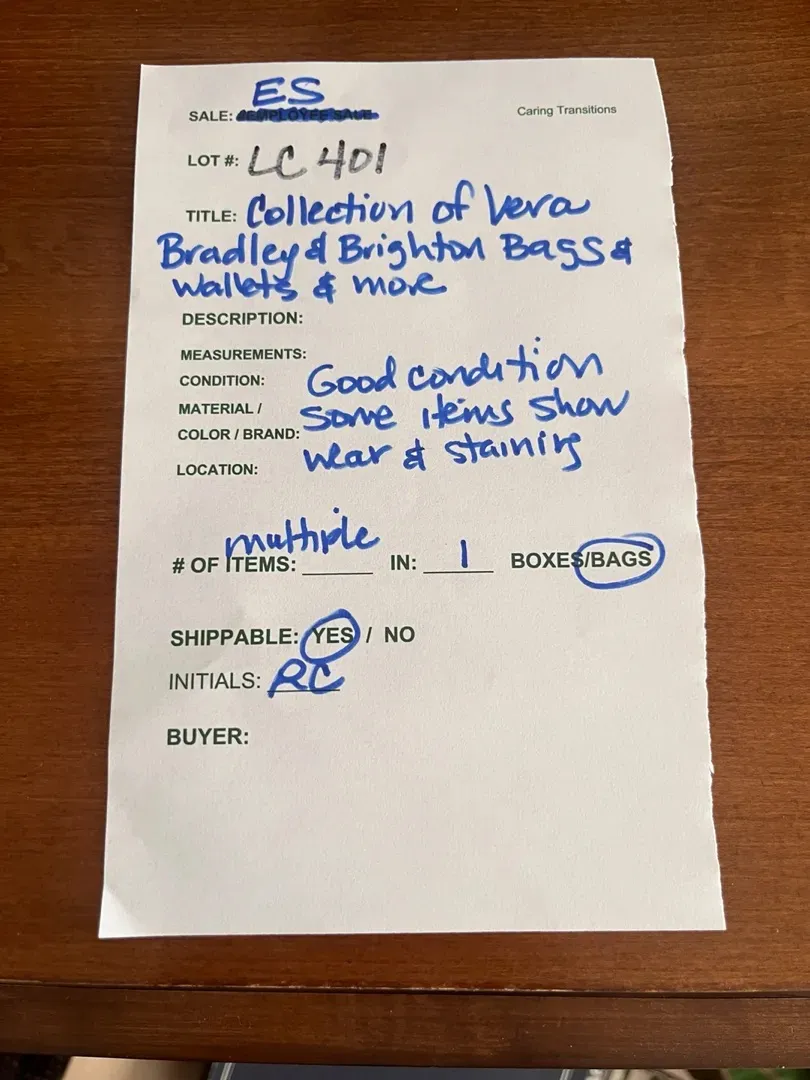 ES
SALE: EMPLOYEE SALE
Caring Transitions
LOT #: LC 401
TITLE: Collection of Vera
Bradley & Brighton Bags &
wallets & more
DESCRIPTION:
MEASUREMENTS:
CONDITION: Good condition
MATERIAL / Some items show
COLOR / BRAND: wear & staining
LOCATION:
multiple
# OF ITEMS: ______ IN: 1 BOXES/BAGS
SHIPPABLE: YES / NO
INITIALS: RC
BUYER: